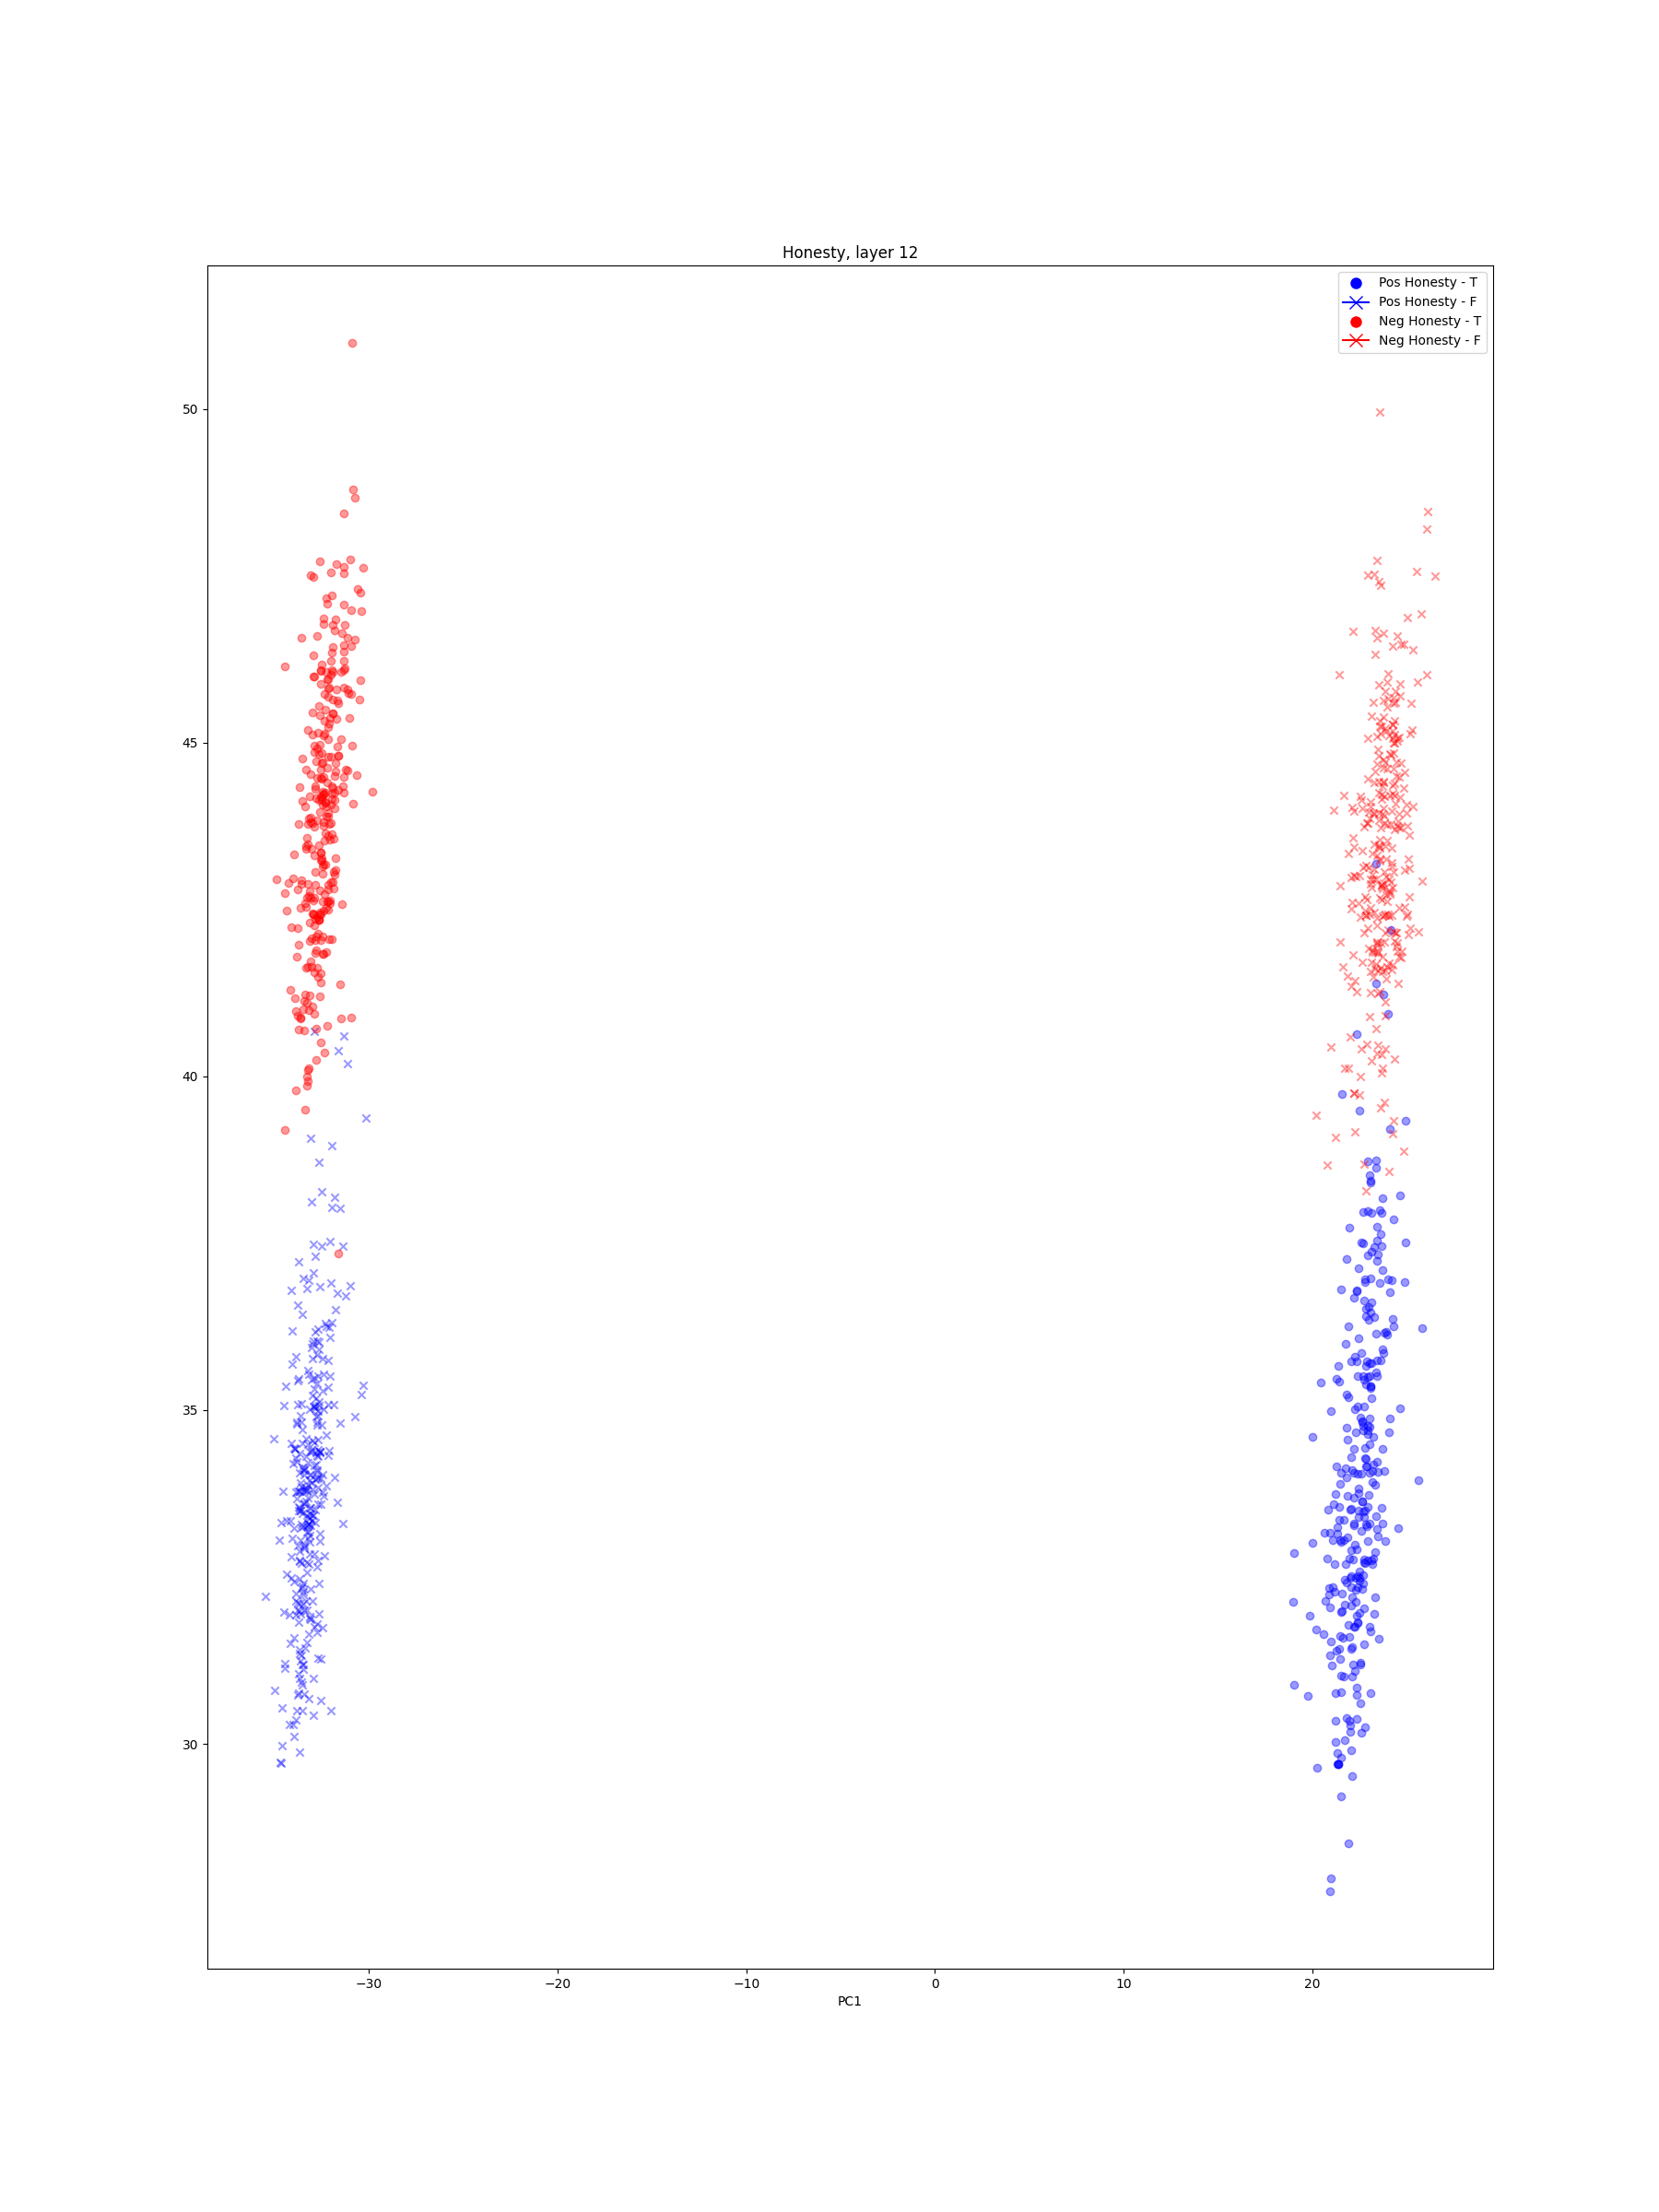 Honesty, layer 12
Pos Honesty - T
Pos Honesty - F
Neg Honesty - T
Neg Honesty - F
50
45
40
35
30
−30
−20
−10
0
10
20
PC1